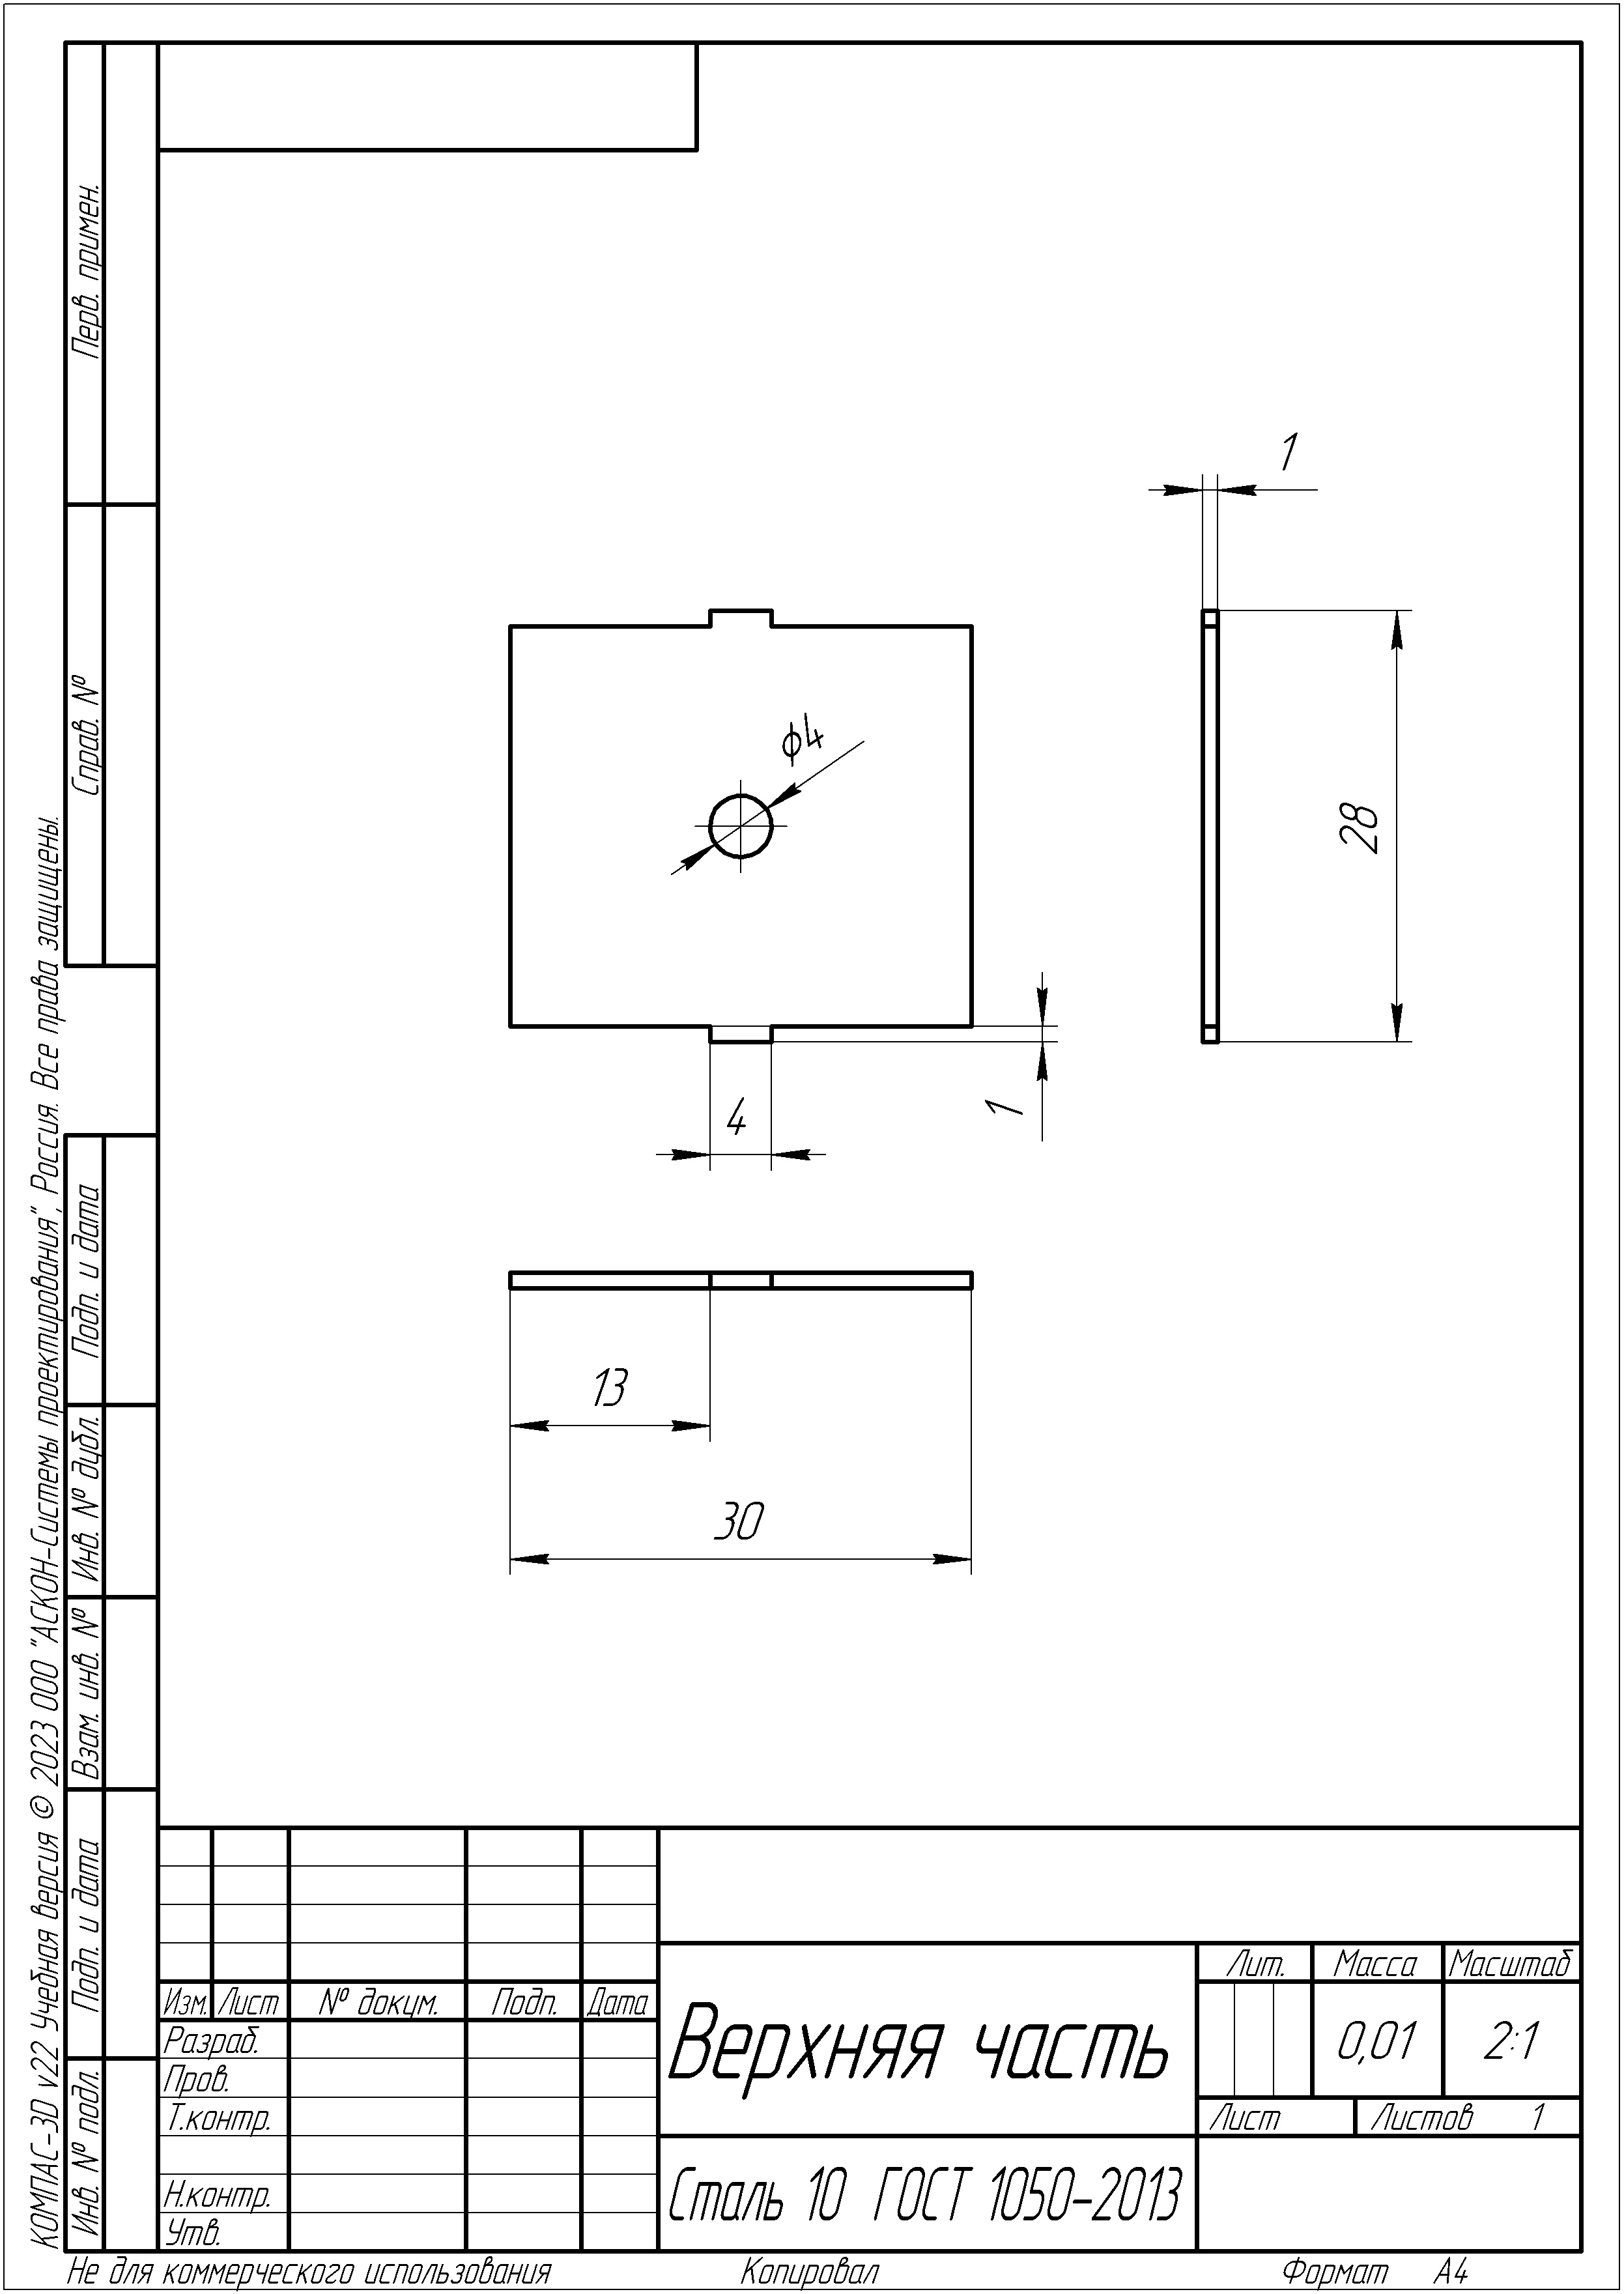 Перв. примен.
Справ. №
Подп. и дата
Инв. № дубл.
Взам. инв. №
Подп. и дата
Инв. № подл.
КОМПАС-3D v22 Учебная версия © 2023 ООО "АСКОН-Системы проектирования", Россия. Все права защищены.
1
ϕ4
28
4
1
13
30
Изм. Лист № докум. Подп. Дата
Разраб.
Пров.
Т.контр.
Н.контр.
Утв.
Верхняя часть
Сталь 10 ГОСТ 1050-2013
Лит. Масса Масштаб
0,01 2:1
Лист Листов 1
Не для коммерческого использования Копировал Формат А4